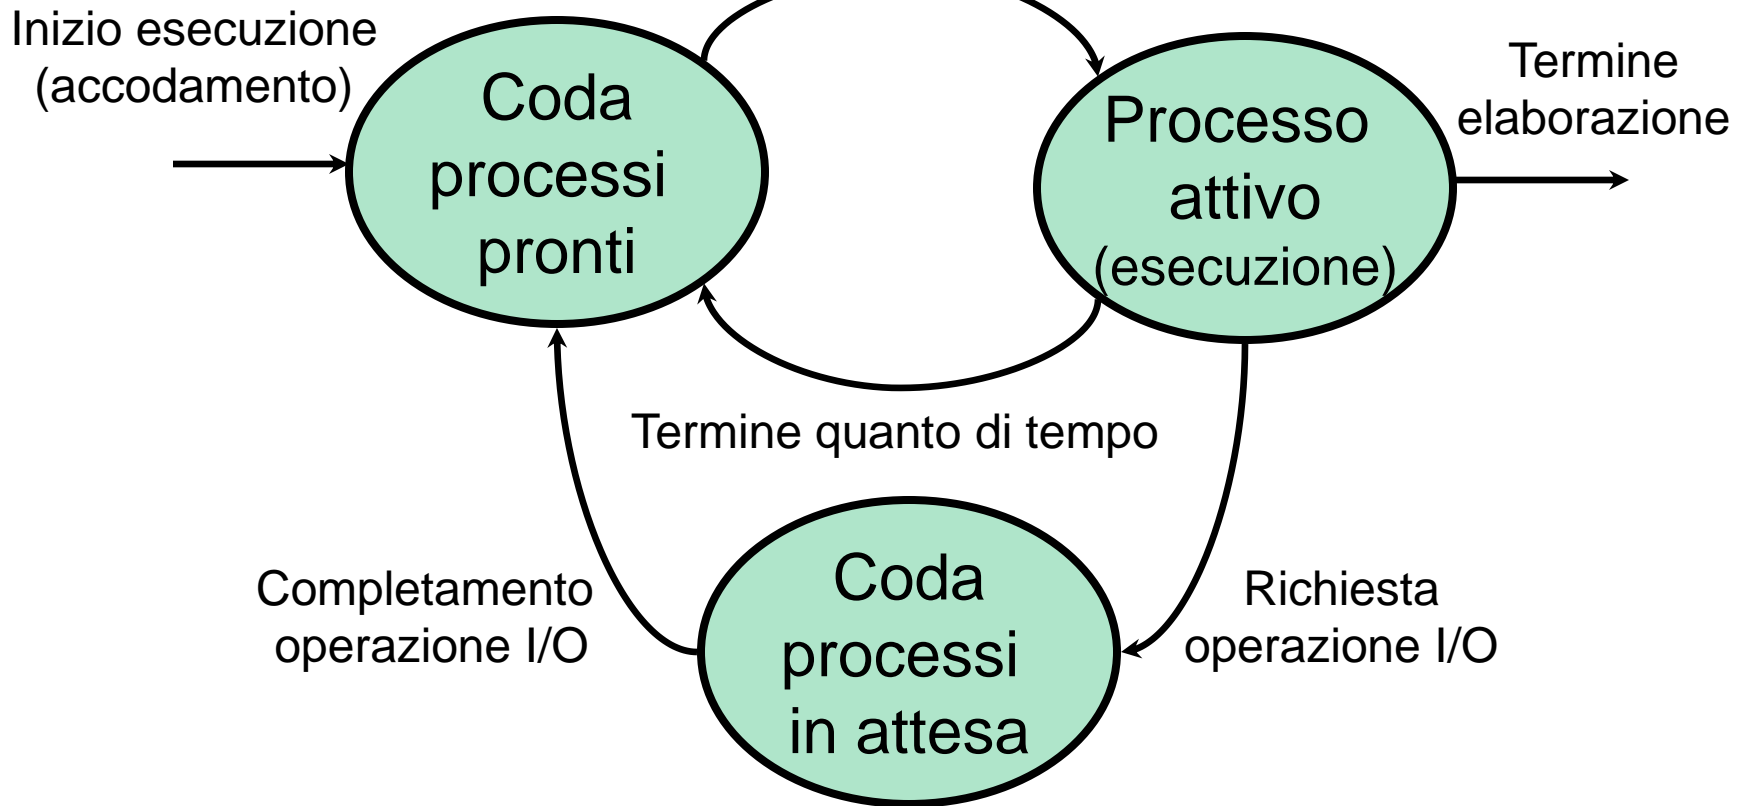 Inizio esecuzione
(accodamento)
Coda
processi
pronti
Processo
attivo
(esecuzione)
Termine
elaborazione
Termine quanto di tempo
Completamento
operazione I/O
Coda
processi
in attesa
Richiesta
operazione I/O